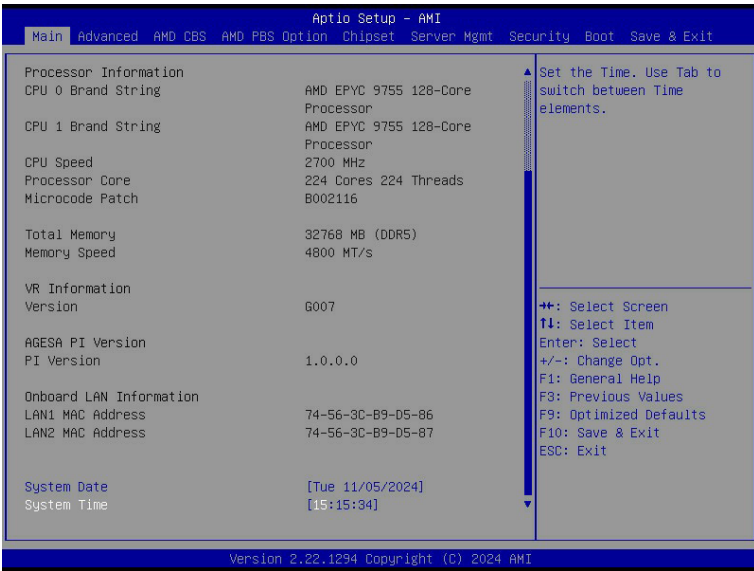 Aptio Setup - AMI
Main Advanced AMD CBS AMD PBS Option Chipset Server Mgmt Security Boot Save & Exit
Processor Information
CPU 0 Brand String AMD EPYC 9755 128-Core
Processor
CPU 1 Brand String AMD EPYC 9755 128-Core
Processor
CPU Speed 2700 MHz
Processor Core 224 Cores 224 Threads
Microcode Patch B002116
Total Memory 32768 MB (DDR5)
Memory Speed 4800 MT/s
VR Information
Version G007
AGESA PI Version
PI Version 1.0.0.0
Onboard LAN Information
LAN1 MAC Address 74-56-3C-B9-D5-86
LAN2 MAC Address 74-56-3C-B9-D5-87
System Date [Tue 11/05/2024]
System Time [15:15:34]
Set the Time. Use Tab to
switch between Time
elements.
→←: Select Screen
↑↓: Select Item
Enter: Select
+/-: Change Opt.
F1: General Help
F3: Previous Values
F9: Optimized Defaults
F10: Save & Exit
ESC: Exit
Version 2.22.1294 Copyright (C) 2024 AMI